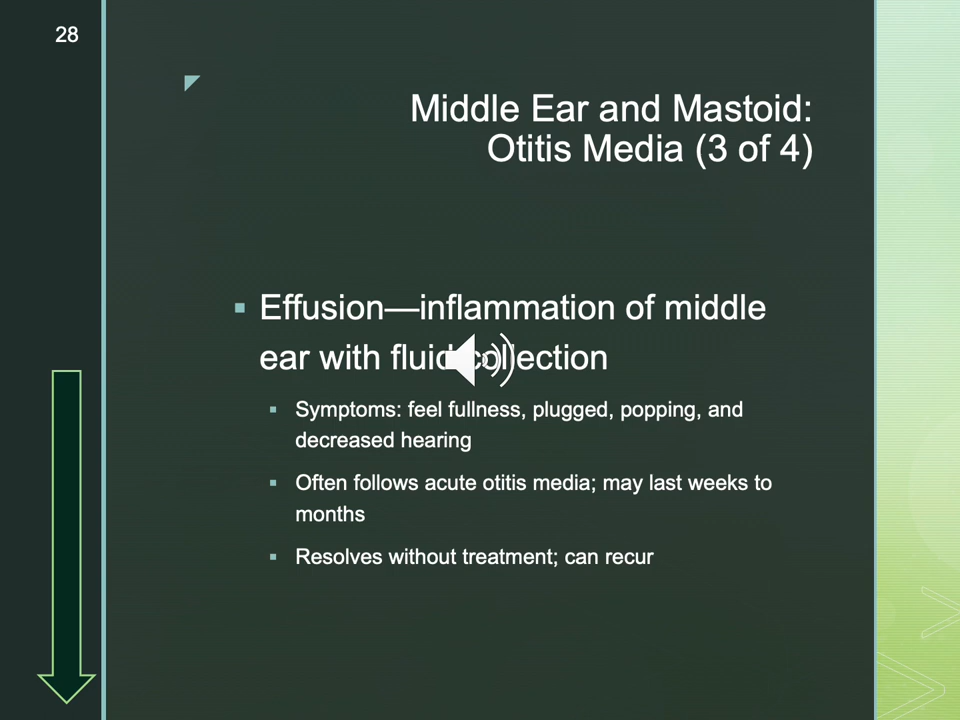 28
Middle Ear and Mastoid:
Otitis Media (3 of 4)
Effusion—inflammation of middle
ear with fluid collection
Symptoms: feel fullness, plugged, popping, and
decreased hearing
Often follows acute otitis media; may last weeks to
months
Resolves without treatment; can recur